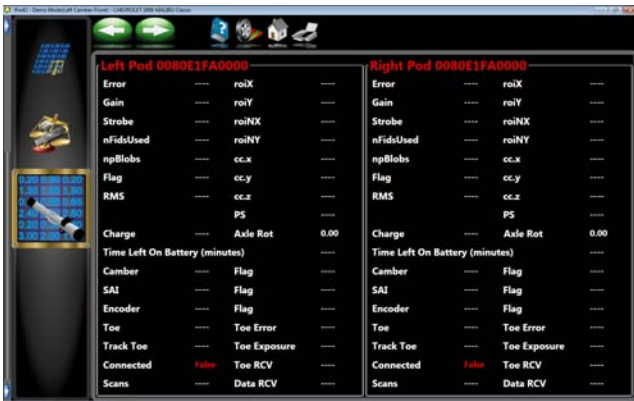 Pro42 - Demo Mode(Left Camber Front) - CHEVROLET 2008 MALIBU Classic
Left Pod 0080E1FA0000
Error ---- roiX ----
Gain ---- roiY ----
Strobe ---- roiNX ----
nFidsUsed ---- roiNY ----
npBlobs ---- cc.x ----
Flag ---- cc.y ----
RMS ---- cc.z ----
PS ----
Charge ---- Axle Rot 0.00
Time Left On Battery (minutes) ----
Camber ---- Flag ----
SAI ---- Flag ----
Encoder ---- Flag ----
Toe ---- Toe Error ----
Track Toe ---- Toe Exposure ----
Connected False Toe RCV ----
Scans ---- Data RCV ----
Right Pod 0080E1FA0000
Error ---- roiX ----
Gain ---- roiY ----
Strobe ---- roiNX ----
nFidsUsed ---- roiNY ----
npBlobs ---- cc.x ----
Flag ---- cc.y ----
RMS ---- cc.z ----
PS ----
Charge ---- Axle Rot 0.00
Time Left On Battery (minutes) ----
Camber ---- Flag ----
SAI ---- Flag ----
Encoder ---- Flag ----
Toe ---- Toe Error ----
Track Toe ---- Toe Exposure ----
Connected False Toe RCV ----
Scans ---- Data RCV ----